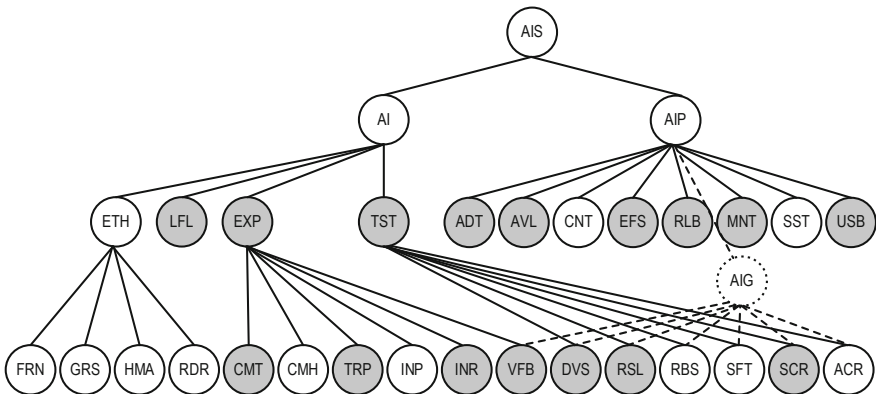 AIS
AI AIP
ETH LFL EXP TST ADT AVL CNT EFS RLB MNT SST USB
AIG
FRN GRS HMA RDR CMT CMH TRP INP INR VFB DVS RSL RBS SFT SCR ACR